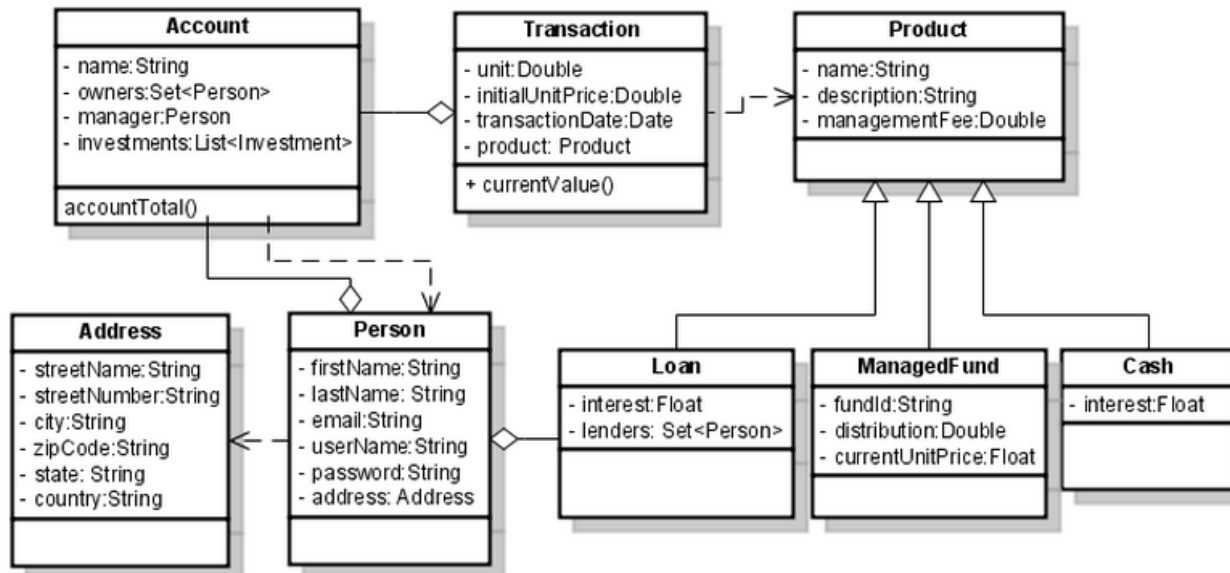 Account
- name:String
- owners:Set<Person>
- manager:Person
- investments:List<Investment>
accountTotal()
Transaction
- unit:Double
- initialUnitPrice:Double
- transactionDate:Date
- product: Product
+ currentValue()
Product
- name:String
- description:String
- managementFee:Double
Address
- streetName:String
- streetNumber:String
- city:String
- zipCode:String
- state: String
- country:String
Person
- firstName:String
- lastName: String
- email:String
- userName:String
- password:String
- address: Address
Loan
- interest:Float
- lenders: Set<Person>
ManagedFund
- fundId:String
- distribution:Double
- currentUnitPrice:Float
Cash
- interest:Float